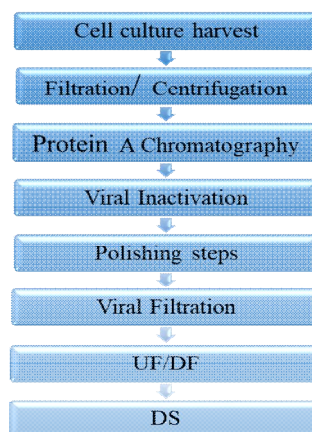 Cell culture harvest
Filtration/ Centrifugation
Protein A Chromatography
Viral Inactivation
Polishing steps
Viral Filtration
UF/DF
DS